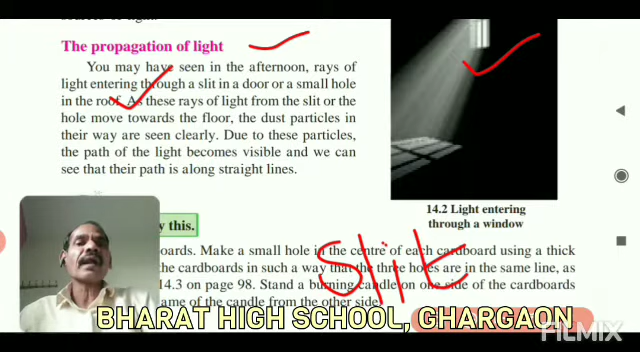 The propagation of light
You may have seen in the afternoon, rays of
light entering through a slit in a door or a small hole
in the roof. As these rays of light from the slit or the
hole move towards the floor, the dust particles in
their way are seen clearly. Due to these particles,
the path of the light becomes visible and we can
see that their path is along straight lines.
14.2 Light entering
through a window
y this.
oards. Make a small hole in the centre of each cardboard using a thick
the cardboards in such a way that the three holes are in the same line, as
14.3 on page 98. Stand a burning candle on one side of the cardboards
ame of the candle from the other side
slit
BHARAT HIGH SCHOOL, GHARGAON
FILMIX